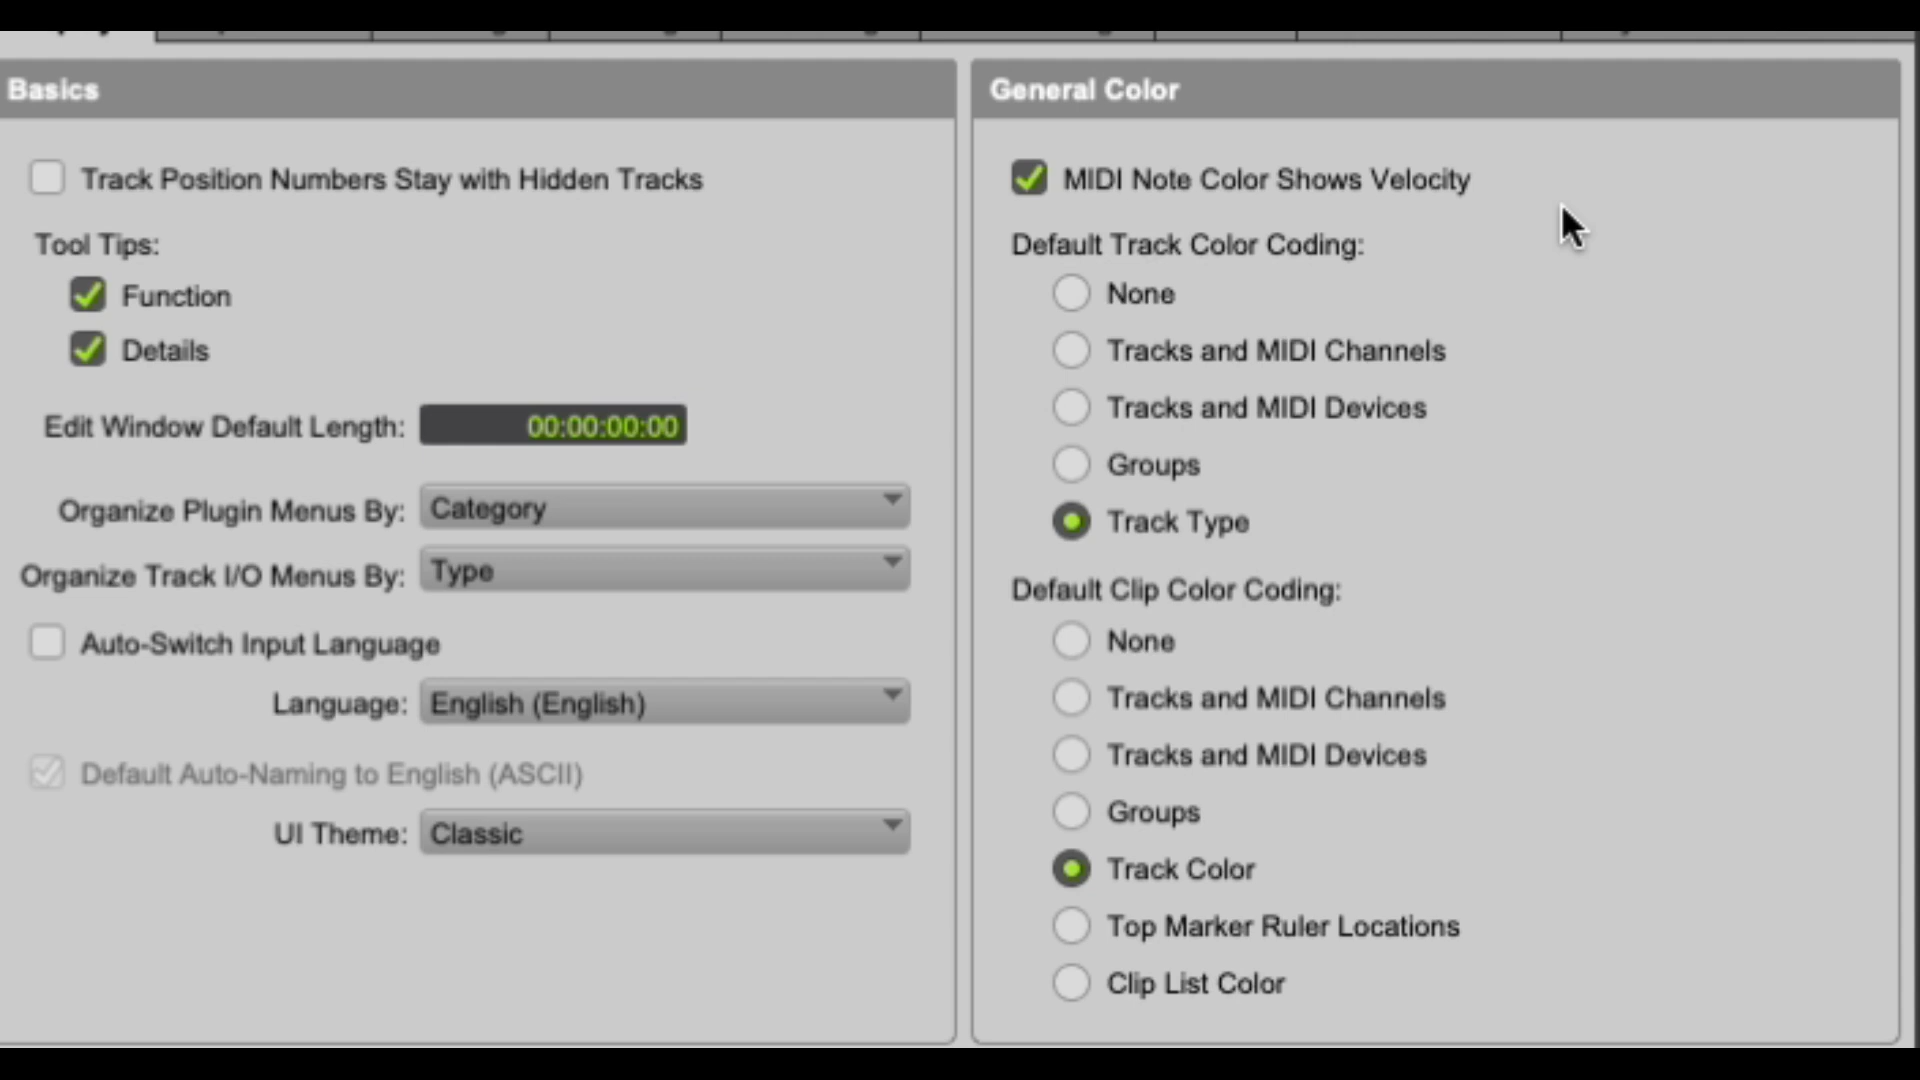 Basics
Track Position Numbers Stay with Hidden Tracks
Tool Tips:
Function
Details
Edit Window Default Length: 00:00:00:00
Organize Plugin Menus By: Category
Organize Track I/O Menus By: Type
Auto-Switch Input Language
Language: English (English)
Default Auto-Naming to English (ASCII)
UI Theme: Classic
General Color
MIDI Note Color Shows Velocity
Default Track Color Coding:
None
Tracks and MIDI Channels
Tracks and MIDI Devices
Groups
Track Type
Default Clip Color Coding:
None
Tracks and MIDI Channels
Tracks and MIDI Devices
Groups
Track Color
Top Marker Ruler Locations
Clip List Color